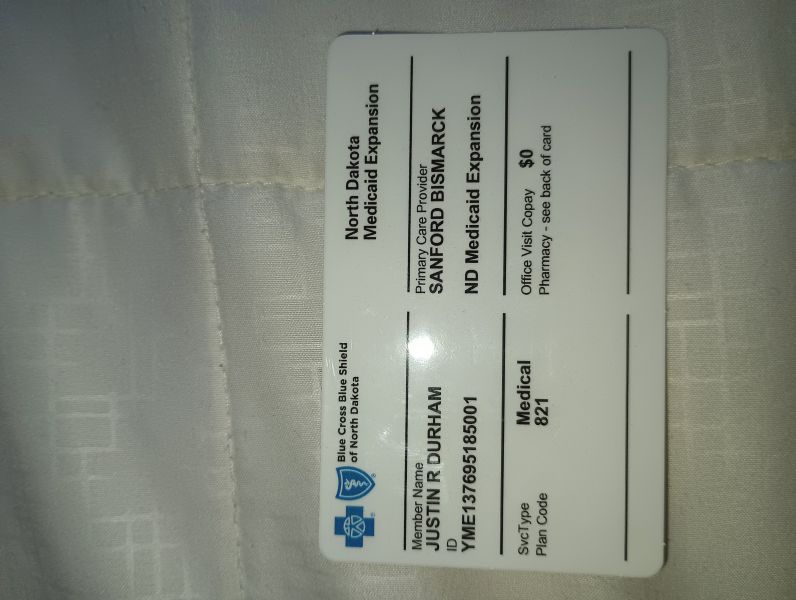 Blue Cross Blue Shield
of North Dakota
North Dakota
Medicaid Expansion
Member Name
JUSTIN R DURHAM
ID
YME137695185001
Primary Care Provider
SANFORD BISMARCK
ND Medicaid Expansion
SvcType Medical
Plan Code 821
Office Visit Copay $0
Pharmacy - see back of card